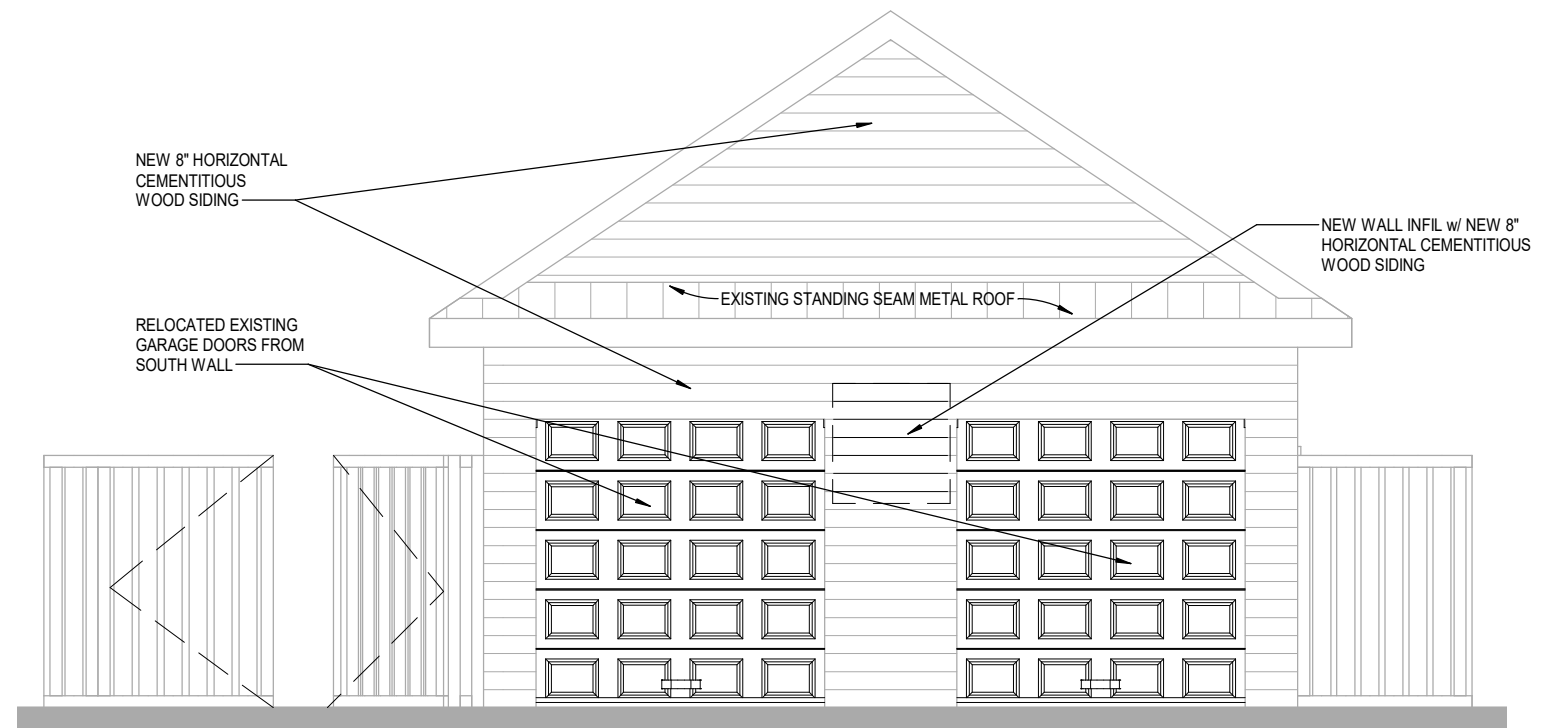 NEW 8" HORIZONTAL
CEMENTITIOUS
WOOD SIDING
NEW WALL INFIL w/ NEW 8"
HORIZONTAL CEMENTITIOUS
WOOD SIDING
EXISTING STANDING SEAM METAL ROOF
RELOCATED EXISTING
GARAGE DOORS FROM
SOUTH WALL